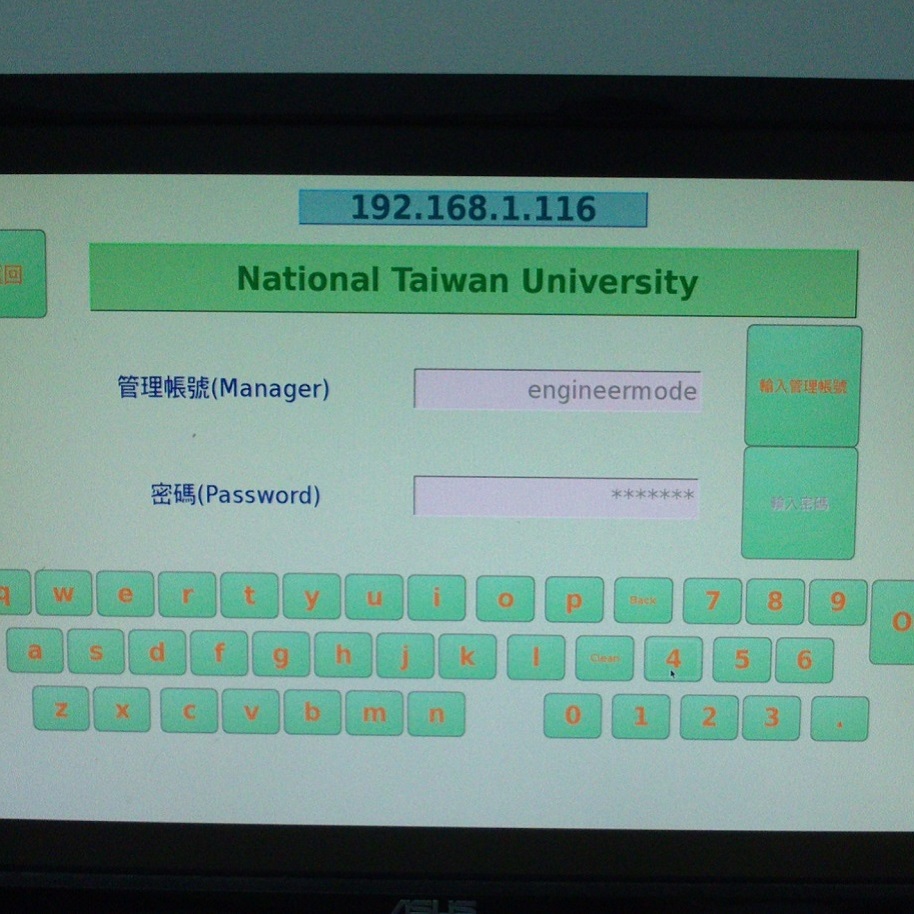 192.168.1.116
回
National Taiwan University
管理帳號(Manager)
engineermode
輸入管理帳號
密碼(Password)
*******
輸入密碼
q w e r t y u i o p Back 7 8 9
a s d f g h j k l Clean 4 5 6
z x c v b m n 0 1 2 3 .
ASUS